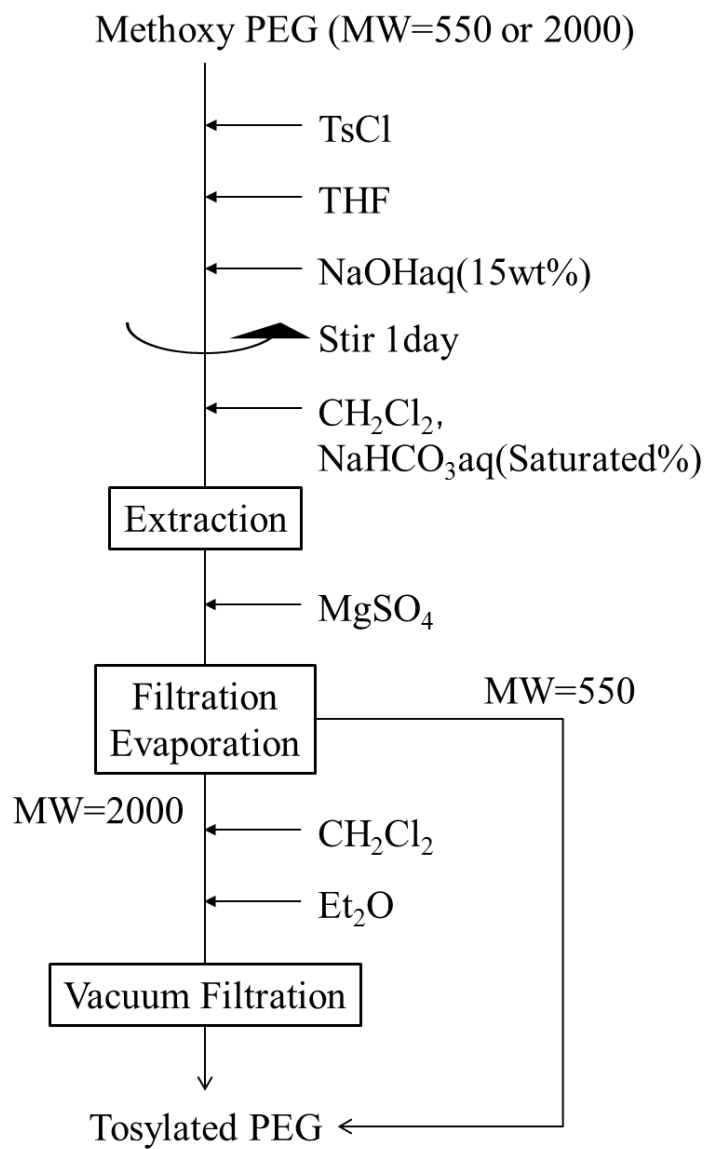 Methoxy PEG (MW=550 or 2000)
TsCl
THF
NaOHaq(15wt%)
Stir 1day
CH₂Cl₂,
NaHCO₃aq(Saturated%)
Extraction
MgSO₄
Filtration
Evaporation
MW=550
MW=2000
CH₂Cl₂
Et₂O
Vacuum Filtration
Tosylated PEG